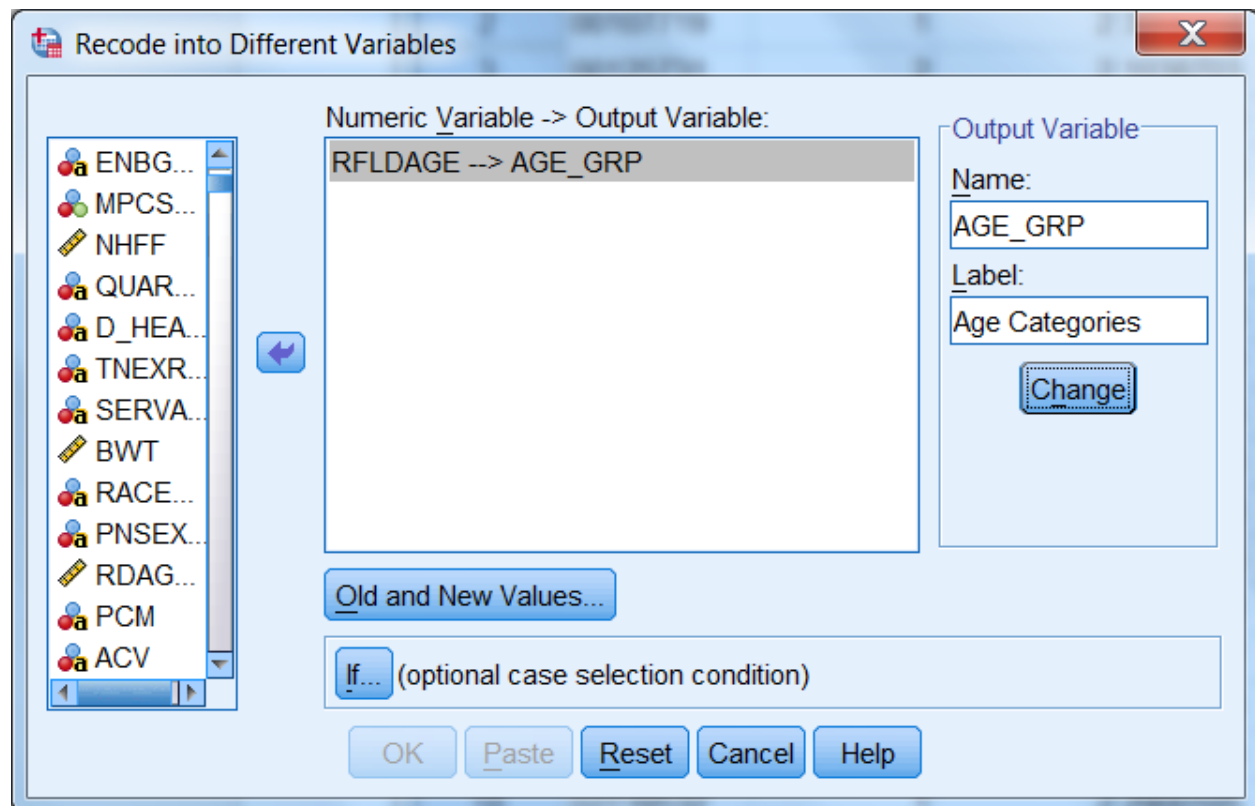 Recode into Different Variables
X
Numeric Variable -> Output Variable:
RFLDAGE --> AGE_GRP
ENBG...
MPCS...
NHFF
QUAR...
D_HEA...
TNEXR...
SERVA...
BWT
RACE...
PNSEX...
RDAG...
PCM
ACV
Output Variable
Name:
AGE_GRP
Label:
Age Categories
Change
Old and New Values...
If... (optional case selection condition)
OK Paste Reset Cancel Help